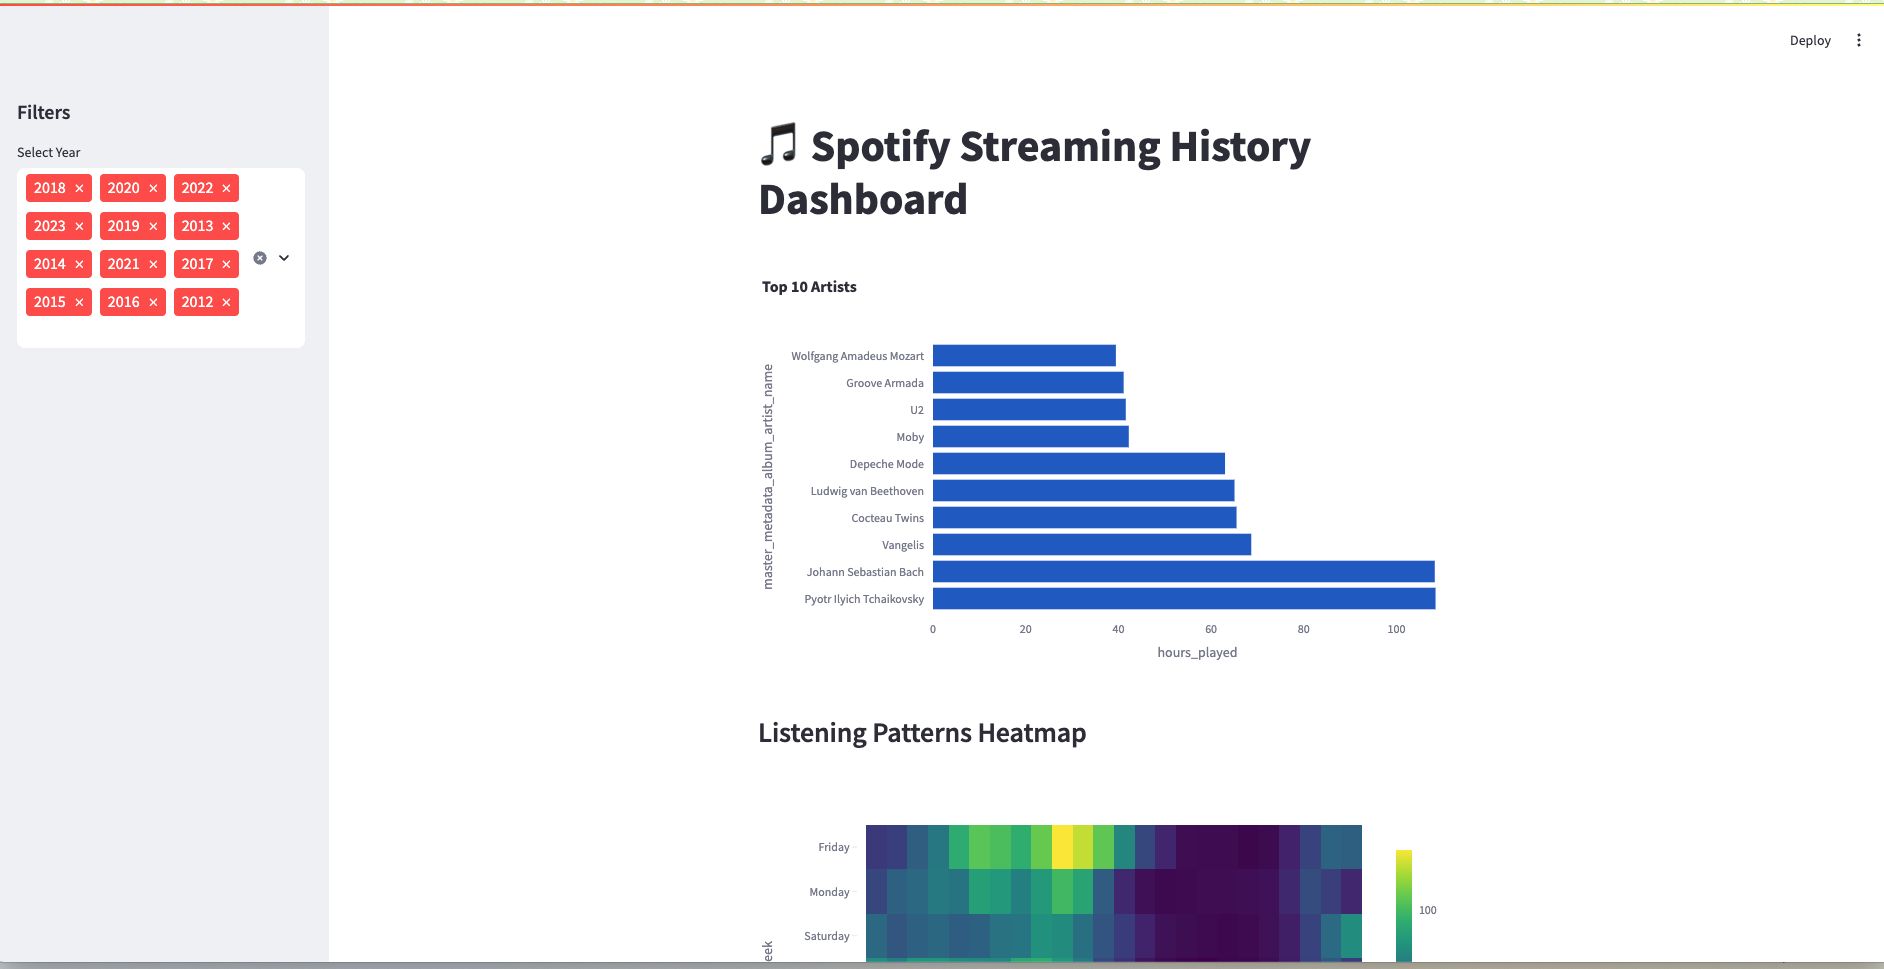 Deploy
Filters
Select Year
2018 × 2020 × 2022 ×
2023 × 2019 × 2013 ×
2014 × 2021 × 2017 ×
2015 × 2016 × 2012 ×
Spotify Streaming History
Dashboard
Top 10 Artists
master_metadata_album_artist_name
Wolfgang Amadeus Mozart
Groove Armada
U2
Moby
Depeche Mode
Ludwig van Beethoven
Cocteau Twins
Vangelis
Johann Sebastian Bach
Pyotr Ilyich Tchaikovsky
0 20 40 60 80 100
hours_played
Listening Patterns Heatmap
Friday
Monday
Saturday
eek
100